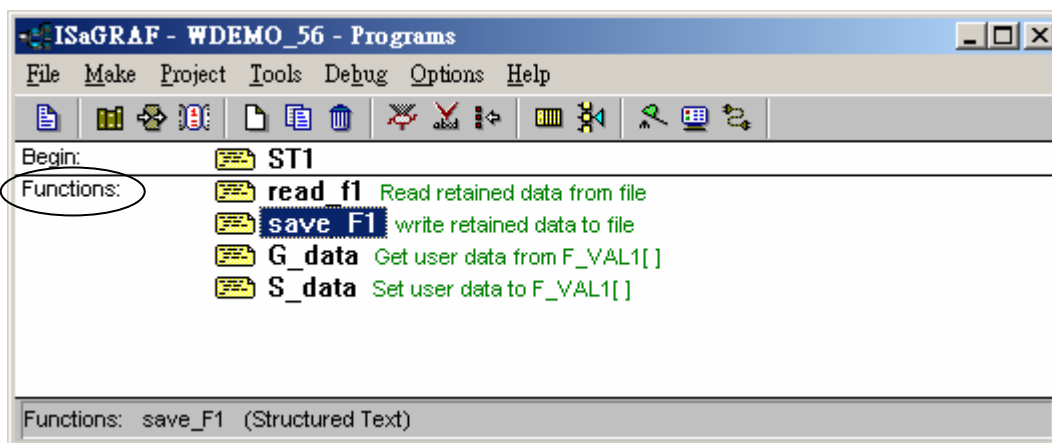 ISaGRAF - WDEMO_56 - Programs
File Make Project Tools Debug Options Help
Begin: ST1
Functions: read_f1 Read retained data from file
save_F1 write retained data to file
G_data Get user data from F_VAL1[ ]
S_data Set user data to F_VAL1[ ]
Functions: save_F1 (Structured Text)